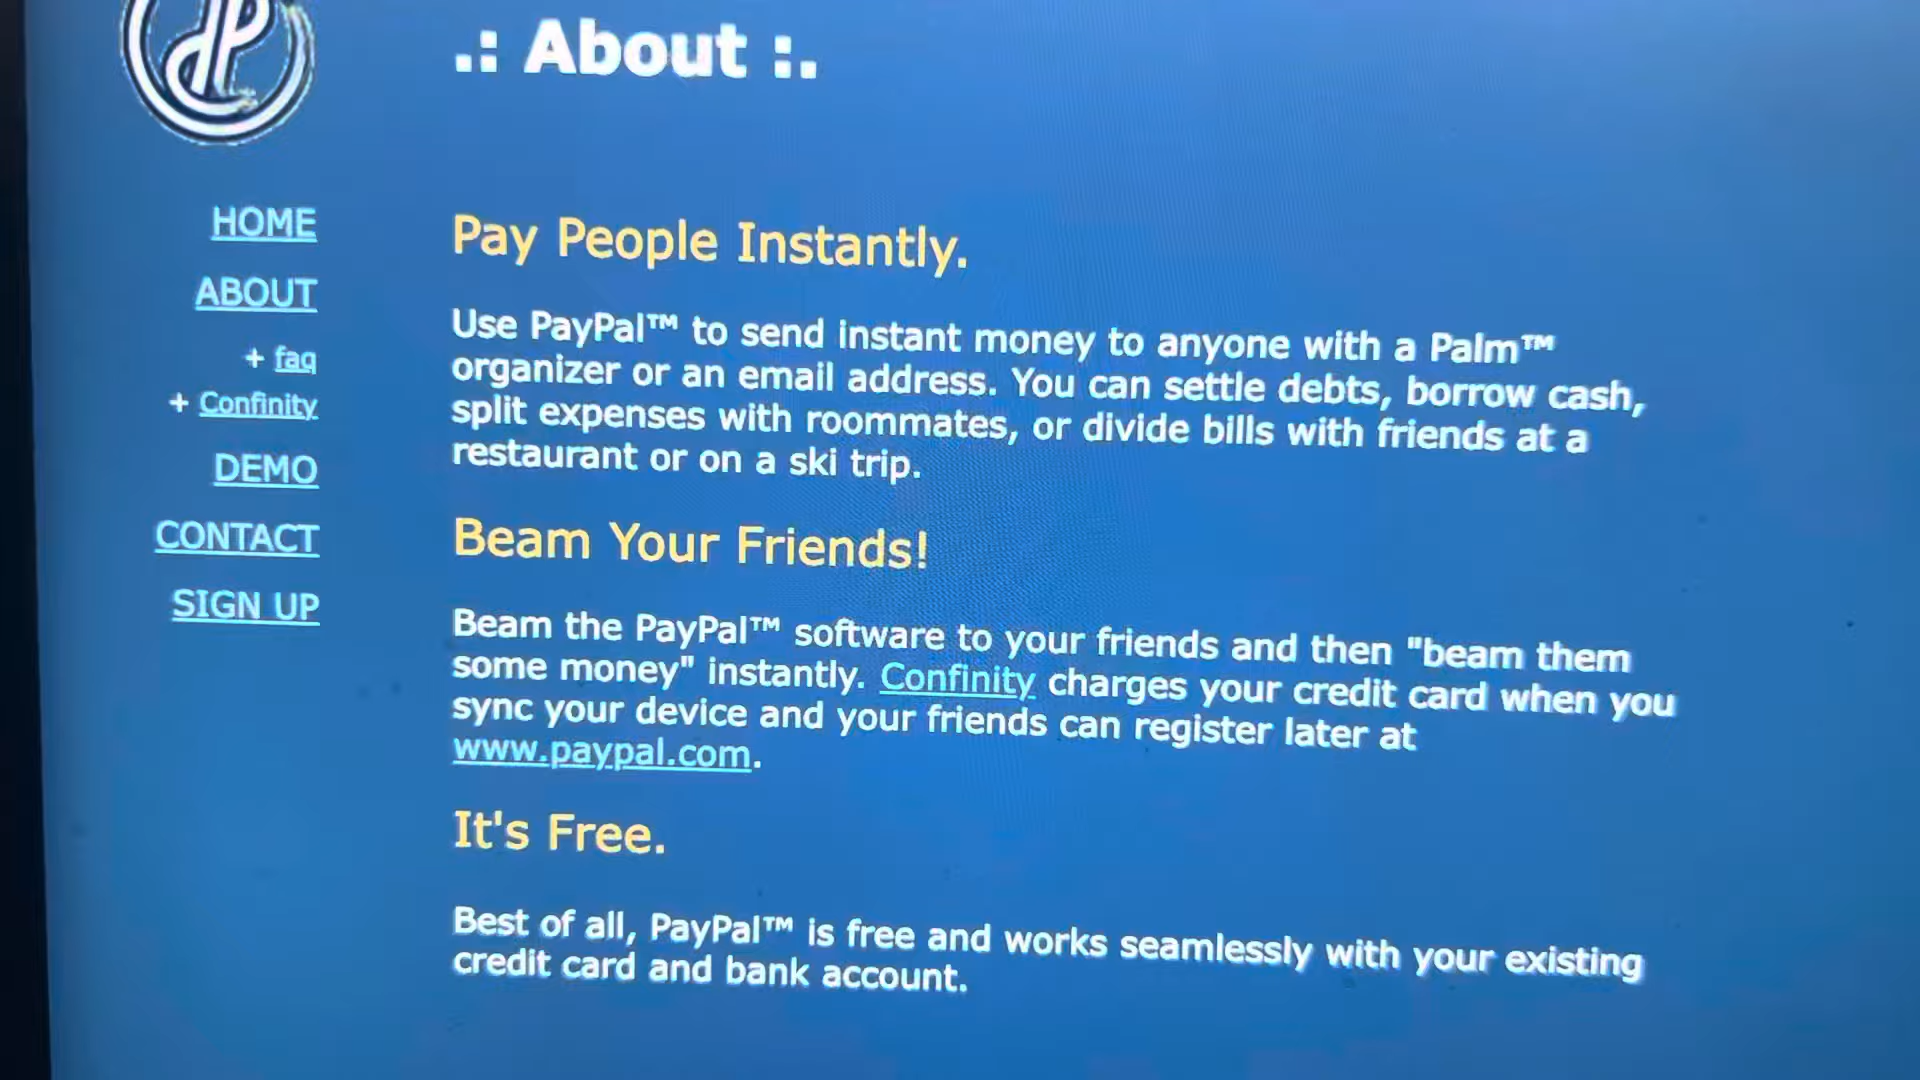 .: About :.
HOME
ABOUT
+ faq
+ Confinity
DEMO
CONTACT
SIGN UP
Pay People Instantly.
Use PayPal™ to send instant money to anyone with a Palm™
organizer or an email address. You can settle debts, borrow cash,
split expenses with roommates, or divide bills with friends at a
restaurant or on a ski trip.
Beam Your Friends!
Beam the PayPal™ software to your friends and then "beam them
some money" instantly. Confinity charges your credit card when you
sync your device and your friends can register later at
www.paypal.com.
It's Free.
Best of all, PayPal™ is free and works seamlessly with your existing
credit card and bank account.